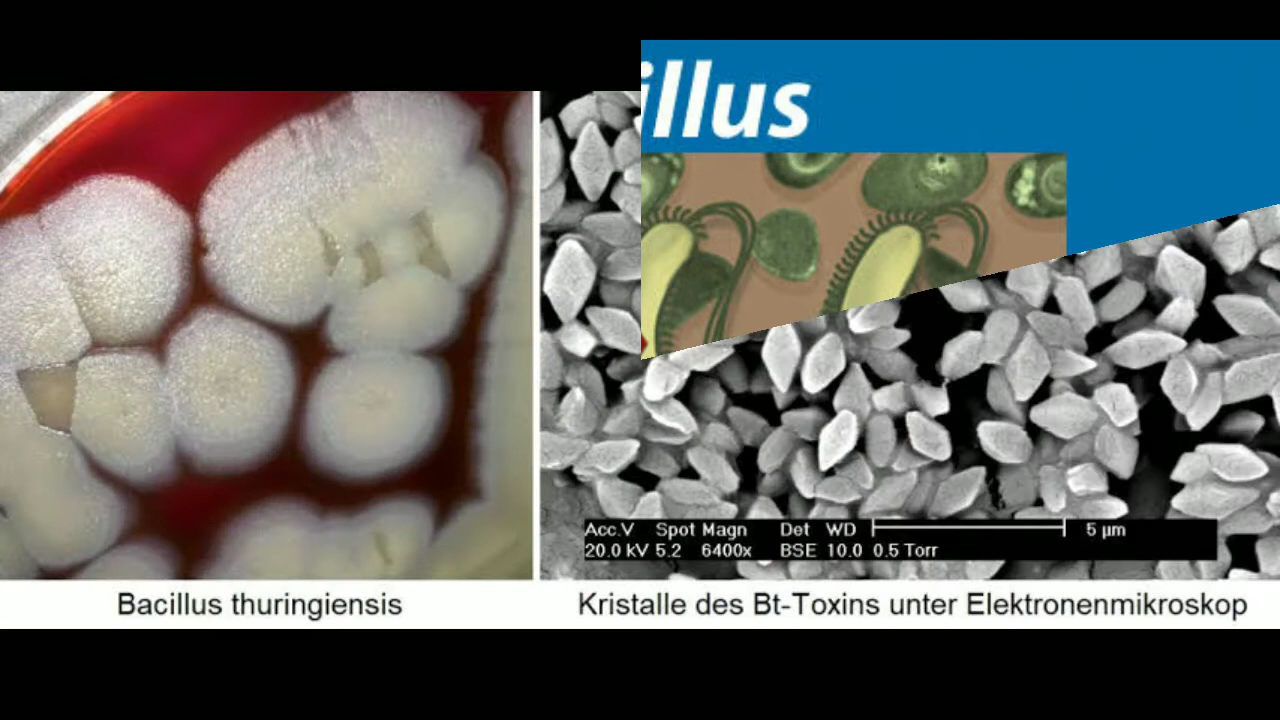 illus
Acc.V Spot Magn Det WD 5 µm
20.0 kV 5.2 6400x BSE 10.0 0.5 Torr
Bacillus thuringiensis
Kristalle des Bt-Toxins unter Elektronenmikroskop